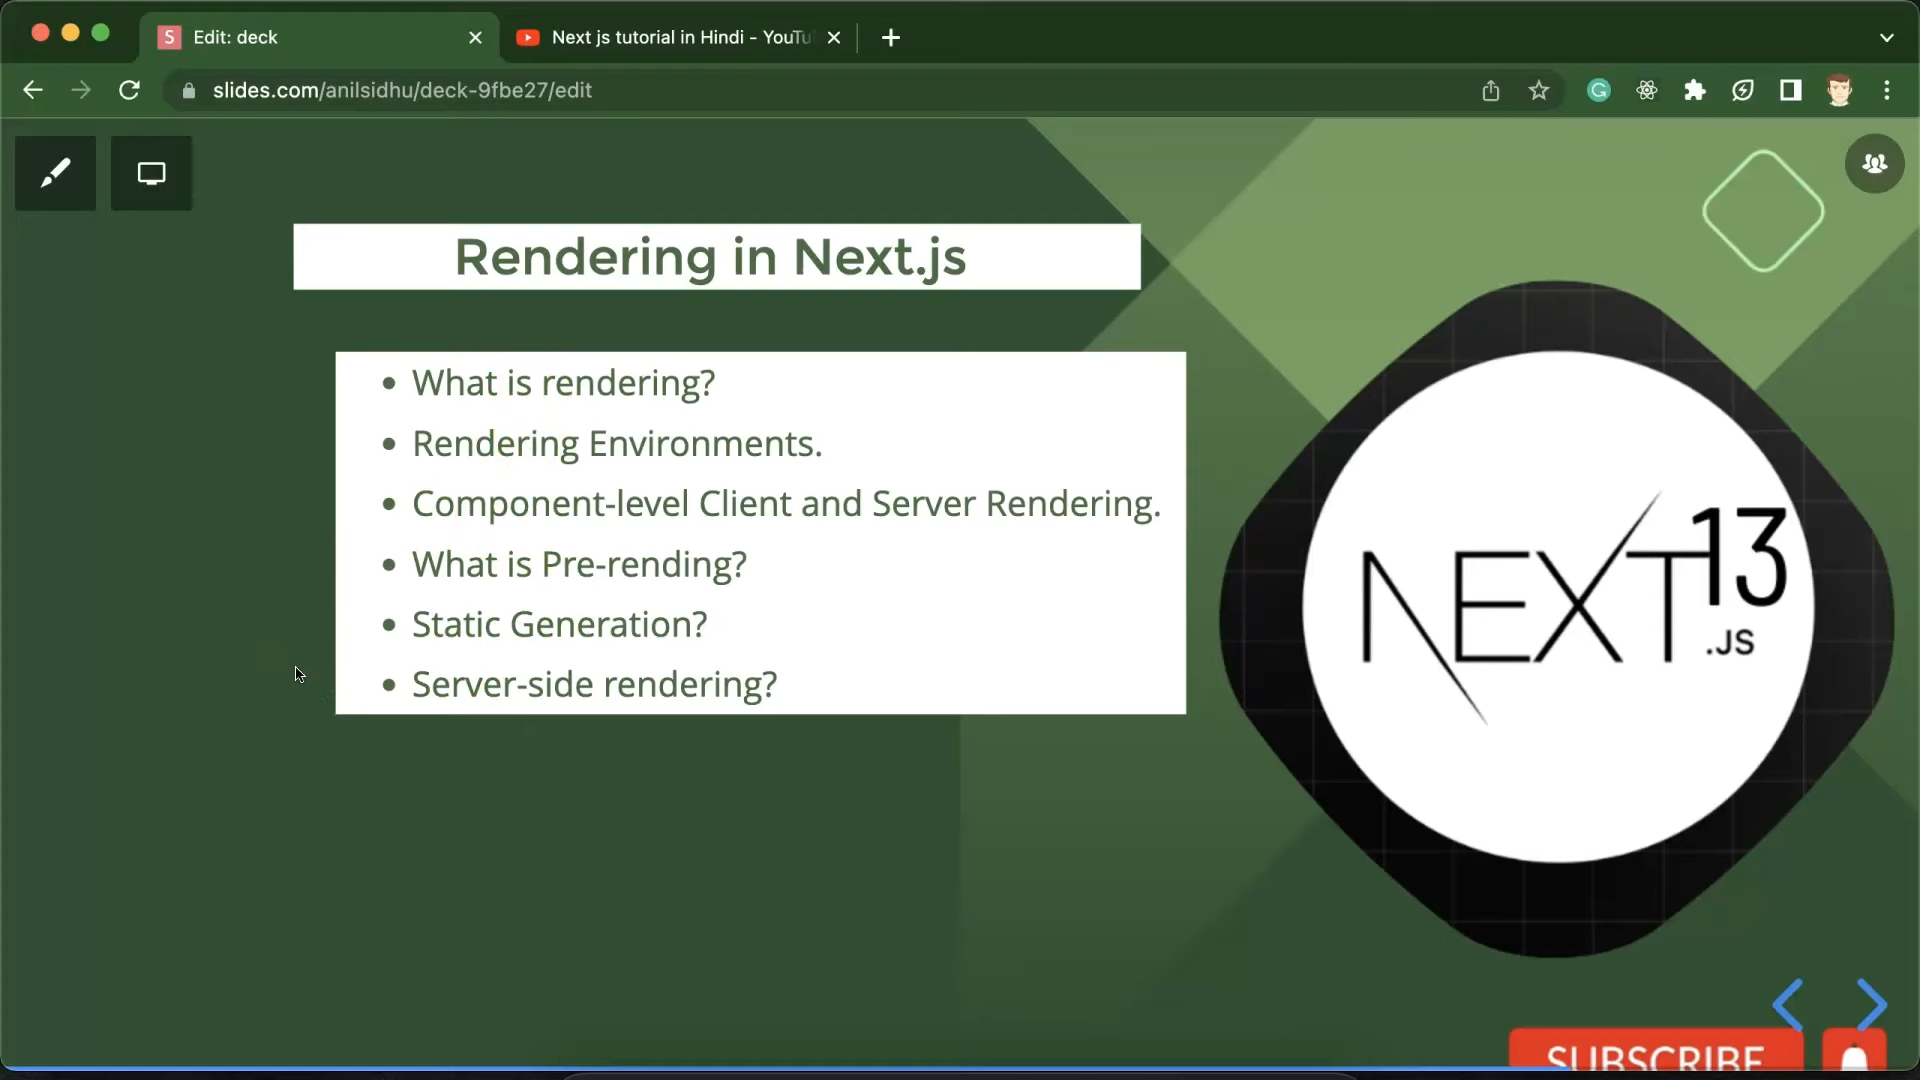 S Edit: deck
Next js tutorial in Hindi - YouTu
slides.com/anilsidhu/deck-9fbe27/edit
G
Rendering in Next.js
• What is rendering?
• Rendering Environments.
• Component-level Client and Server Rendering.
• What is Pre-rending?
• Static Generation?
• Server-side rendering?
NEXT13
.JS
SUBSCRIBE